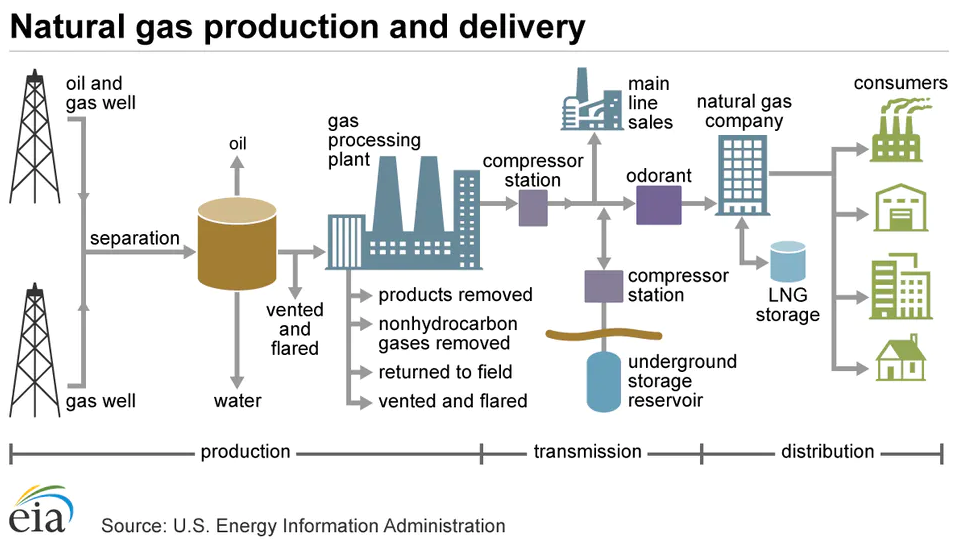 Natural gas production and delivery
oil and
gas well
oil
separation
gas well
water
vented
and
flared
gas
processing
plant
products removed
nonhydrocarbon
gases removed
returned to field
vented and flared
compressor
station
main
line
sales
odorant
compressor
station
underground
storage
reservoir
natural gas
company
LNG
storage
consumers
production
transmission
distribution
eia
Source: U.S. Energy Information Administration